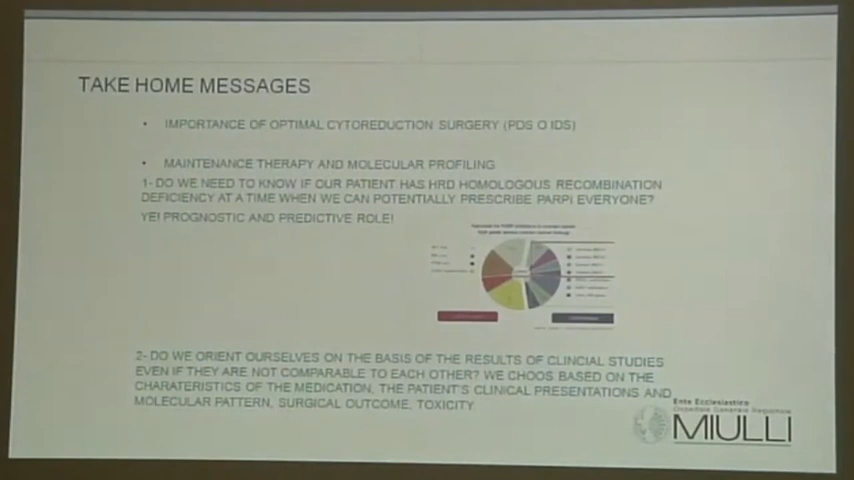 TAKE HOME MESSAGES
• IMPORTANCE OF OPTIMAL CYTOREDUCTION SURGERY (PDS O IDS)
• MAINTENANCE THERAPY AND MOLECULAR PROFILING
1- DO WE NEED TO KNOW IF OUR PATIENT HAS HRD HOMOLOGOUS RECOMBINATION
DEFICIENCY AT A TIME WHEN WE CAN POTENTIALLY PRESCRIBE PARPI EVERYONE?
YE! PROGNOSTIC AND PREDICTIVE ROLE!
2- DO WE ORIENT OURSELVES ON THE BASIS OF THE RESULTS OF CLINCIAL STUDIES
EVEN IF THEY ARE NOT COMPARABLE TO EACH OTHER? WE CHOOS BASED ON THE
CHARATERISTICS OF THE MEDICATION, THE PATIENT'S CLINICAL PRESENTATIONS AND
MOLECULAR PATTERN, SURGICAL OUTCOME, TOXICITY
Ente Ecclesiastico
Ospedale Generale Regionale
MIULLI